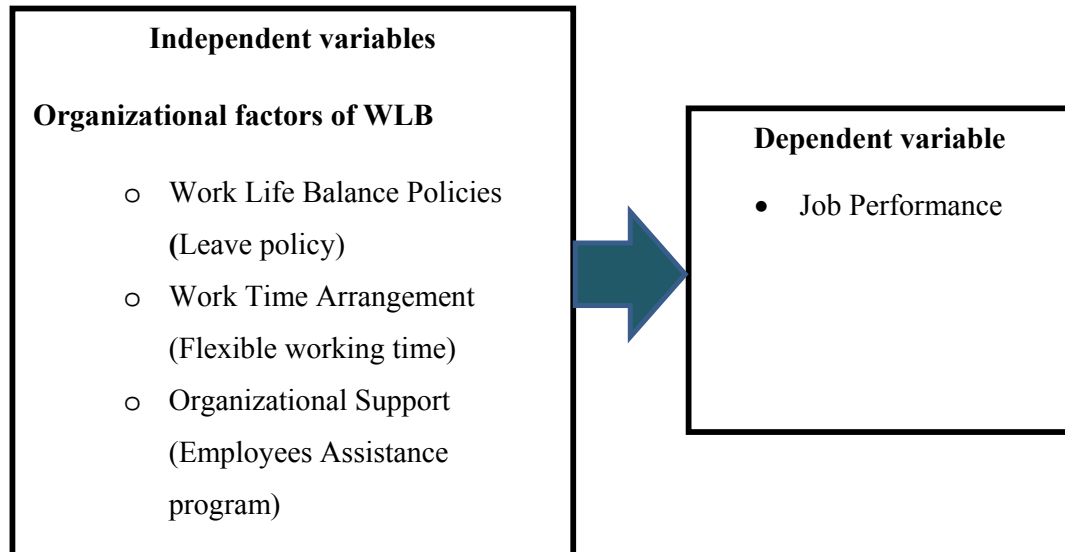 Independent variables
Organizational factors of WLB
o Work Life Balance Policies
(Leave policy)
o Work Time Arrangement
(Flexible working time)
o Organizational Support
(Employees Assistance
program)
Dependent variable
• Job Performance